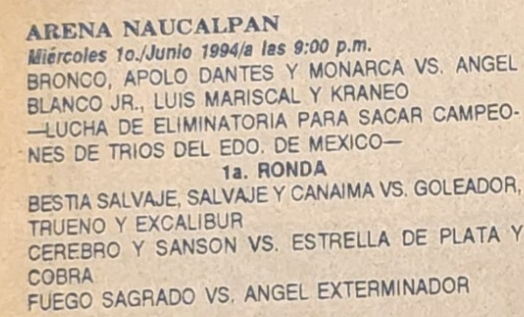 ARENA NAUCALPAN
Miércoles 1o./Junio 1994/a las 9:00 p.m.
BRONCO, APOLO DANTES Y MONARCA VS. ANGEL
BLANCO JR., LUIS MARISCAL Y KRANEO
—LUCHA DE ELIMINATORIA PARA SACAR CAMPEO-
NES DE TRIOS DEL EDO. DE MEXICO—
1a. RONDA
BESTIA SALVAJE, SALVAJE Y CANAIMA VS. GOLEADOR,
TRUENO Y EXCALIBUR
CEREBRO Y SANSON VS. ESTRELLA DE PLATA Y
COBRA
FUEGO SAGRADO VS. ANGEL EXTERMINADOR